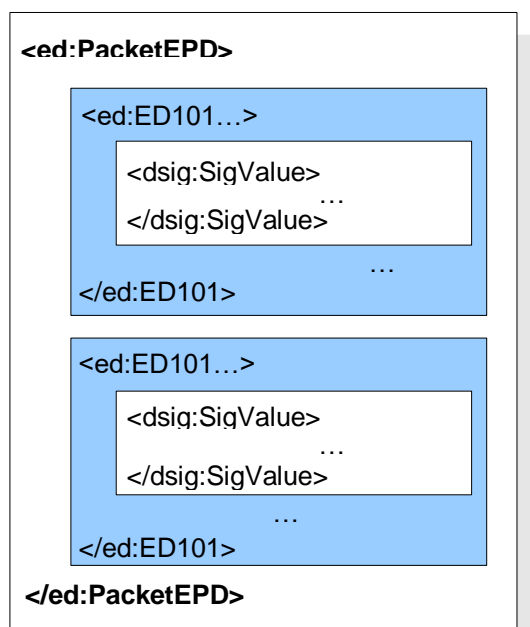 <ed:PacketEPD>
<ed:ED101…>
<dsig:SigValue>
…
</dsig:SigValue>
…
</ed:ED101>
<ed:ED101…>
<dsig:SigValue>
…
</dsig:SigValue>
…
</ed:ED101>
</ed:PacketEPD>